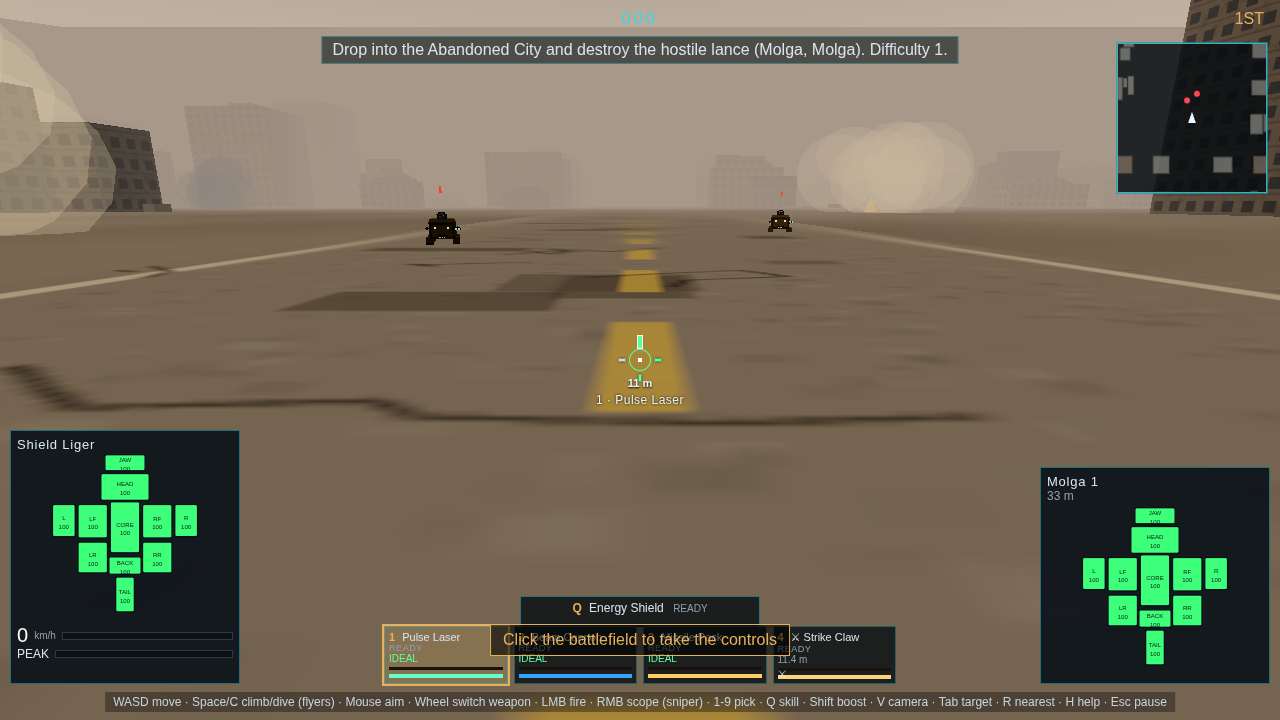 000
1ST
Drop into the Abandoned City and destroy the hostile lance (Molga, Molga). Difficulty 1.
11 m
1 · Pulse Laser
Shield Liger
JAW
100
HEAD
100
L
100
LF
100
CORE
100
RF
100
R
100
LR
100
BACK
100
RR
100
TAIL
100
0 km/h
PEAK
Molga 1
33 m
JAW
100
HEAD
100
L
100
LF
100
CORE
100
RF
100
R
100
LR
100
BACK
100
RR
100
TAIL
100
Q Energy Shield READY
Click the battlefield to take the controls
1 Pulse Laser
READY
IDEAL
READY
IDEAL
READY
IDEAL
4 ⚔ Strike Claw
READY
11.4 m
WASD move · Space/C climb/dive (flyers) · Mouse aim · Wheel switch weapon · LMB fire · RMB scope (sniper) · 1-9 pick · Q skill · Shift boost · V camera · Tab target · R nearest · H help · Esc pause